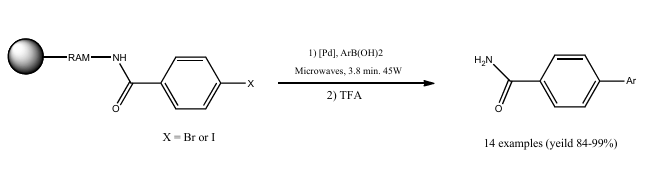 1) [Pd], ArB(OH)2
Microwaves, 3.8 min. 45W
2) TFA
RAM NH
X
O
X = Br or I
H2N
O
Ar
14 examples (yeild 84-99%)